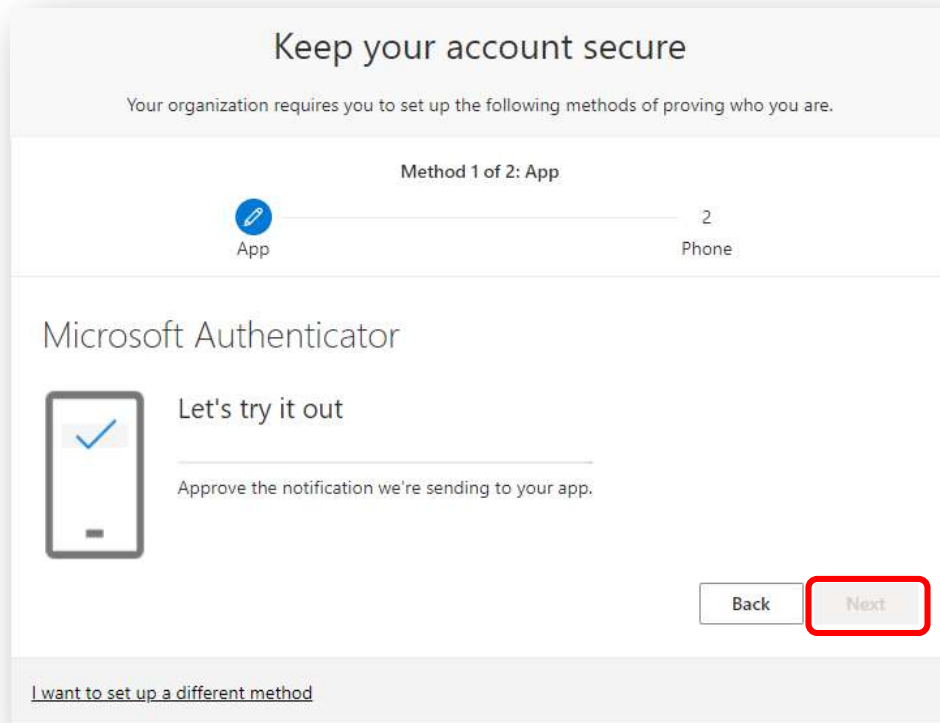 Keep your account secure
Your organization requires you to set up the following methods of proving who you are.
Method 1 of 2: App
2
App
Phone
Microsoft Authenticator
Let's try it out
Approve the notification we're sending to your app.
Back
Next
I want to set up a different method